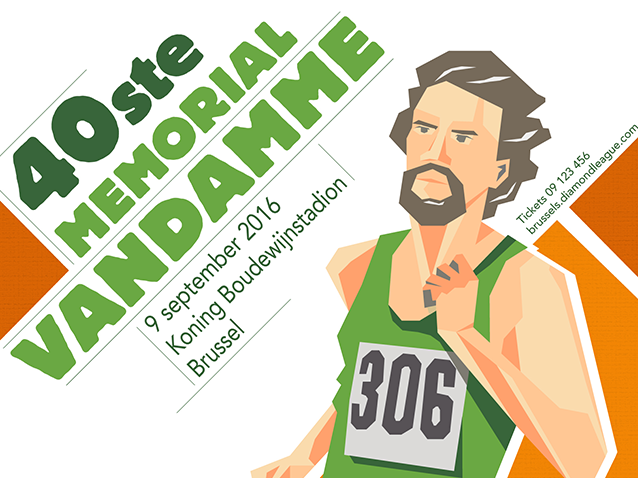 40ste
MEMORIAL
VANDAMME
9 september 2016
Koning Boudewijnstadion
Brussel
Tickets 09 123 456
brussels.diamondleague.com
306